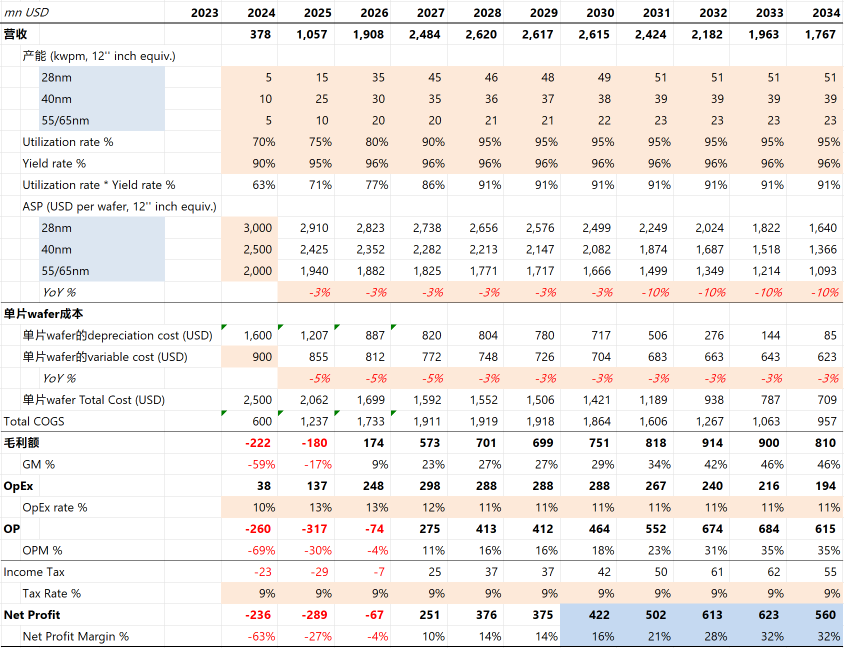 mn USD 2023 2024 2025 2026 2027 2028 2029 2030 2031 2032 2033 2034
营收 378 1,057 1,908 2,484 2,620 2,617 2,615 2,424 2,182 1,963 1,767
产能 (kwpm, 12'' inch equiv.)
28nm 5 15 35 45 46 48 49 51 51 51 51
40nm 10 25 30 35 36 37 38 39 39 39 39
55/65nm 5 10 20 20 21 21 22 23 23 23 23
Utilization rate % 70% 75% 80% 90% 95% 95% 95% 95% 95% 95% 95%
Yield rate % 90% 95% 96% 96% 96% 96% 96% 96% 96% 96% 96%
Utilization rate * Yield rate % 63% 71% 77% 86% 91% 91% 91% 91% 91% 91% 91%
ASP (USD per wafer, 12'' inch equiv.)
28nm 3,000 2,910 2,823 2,738 2,656 2,576 2,499 2,249 2,024 1,822 1,640
40nm 2,500 2,425 2,352 2,282 2,213 2,147 2,082 1,874 1,687 1,518 1,366
55/65nm 2,000 1,940 1,882 1,825 1,771 1,717 1,666 1,499 1,349 1,214 1,093
YoY % -3% -3% -3% -3% -3% -3% -10% -10% -10% -10%
单片wafer成本
单片wafer的depreciation cost (USD) 1,600 1,207 887 820 804 780 717 506 276 144 85
单片wafer的variable cost (USD) 900 855 812 772 748 726 704 683 663 643 623
YoY % -5% -5% -5% -3% -3% -3% -3% -3% -3% -3%
单片wafer Total Cost (USD) 2,500 2,062 1,699 1,592 1,552 1,506 1,421 1,189 938 787 709
Total COGS 600 1,237 1,733 1,911 1,919 1,918 1,864 1,606 1,267 1,063 957
毛利额 -222 -180 174 573 701 699 751 818 914 900 810
GM % -59% -17% 9% 23% 27% 27% 29% 34% 42% 46% 46%
OpEx 38 137 248 298 288 288 288 267 240 216 194
OpEx rate % 10% 13% 13% 12% 11% 11% 11% 11% 11% 11% 11%
OP -260 -317 -74 275 413 412 464 552 674 684 615
OPM % -69% -30% -4% 11% 16% 16% 18% 23% 31% 35% 35%
Income Tax -23 -29 -7 25 37 37 42 50 61 62 55
Tax Rate % 9% 9% 9% 9% 9% 9% 9% 9% 9% 9% 9%
Net Profit -236 -289 -67 251 376 375 422 502 613 623 560
Net Profit Margin % -63% -27% -4% 10% 14% 14% 16% 21% 28% 32% 32%